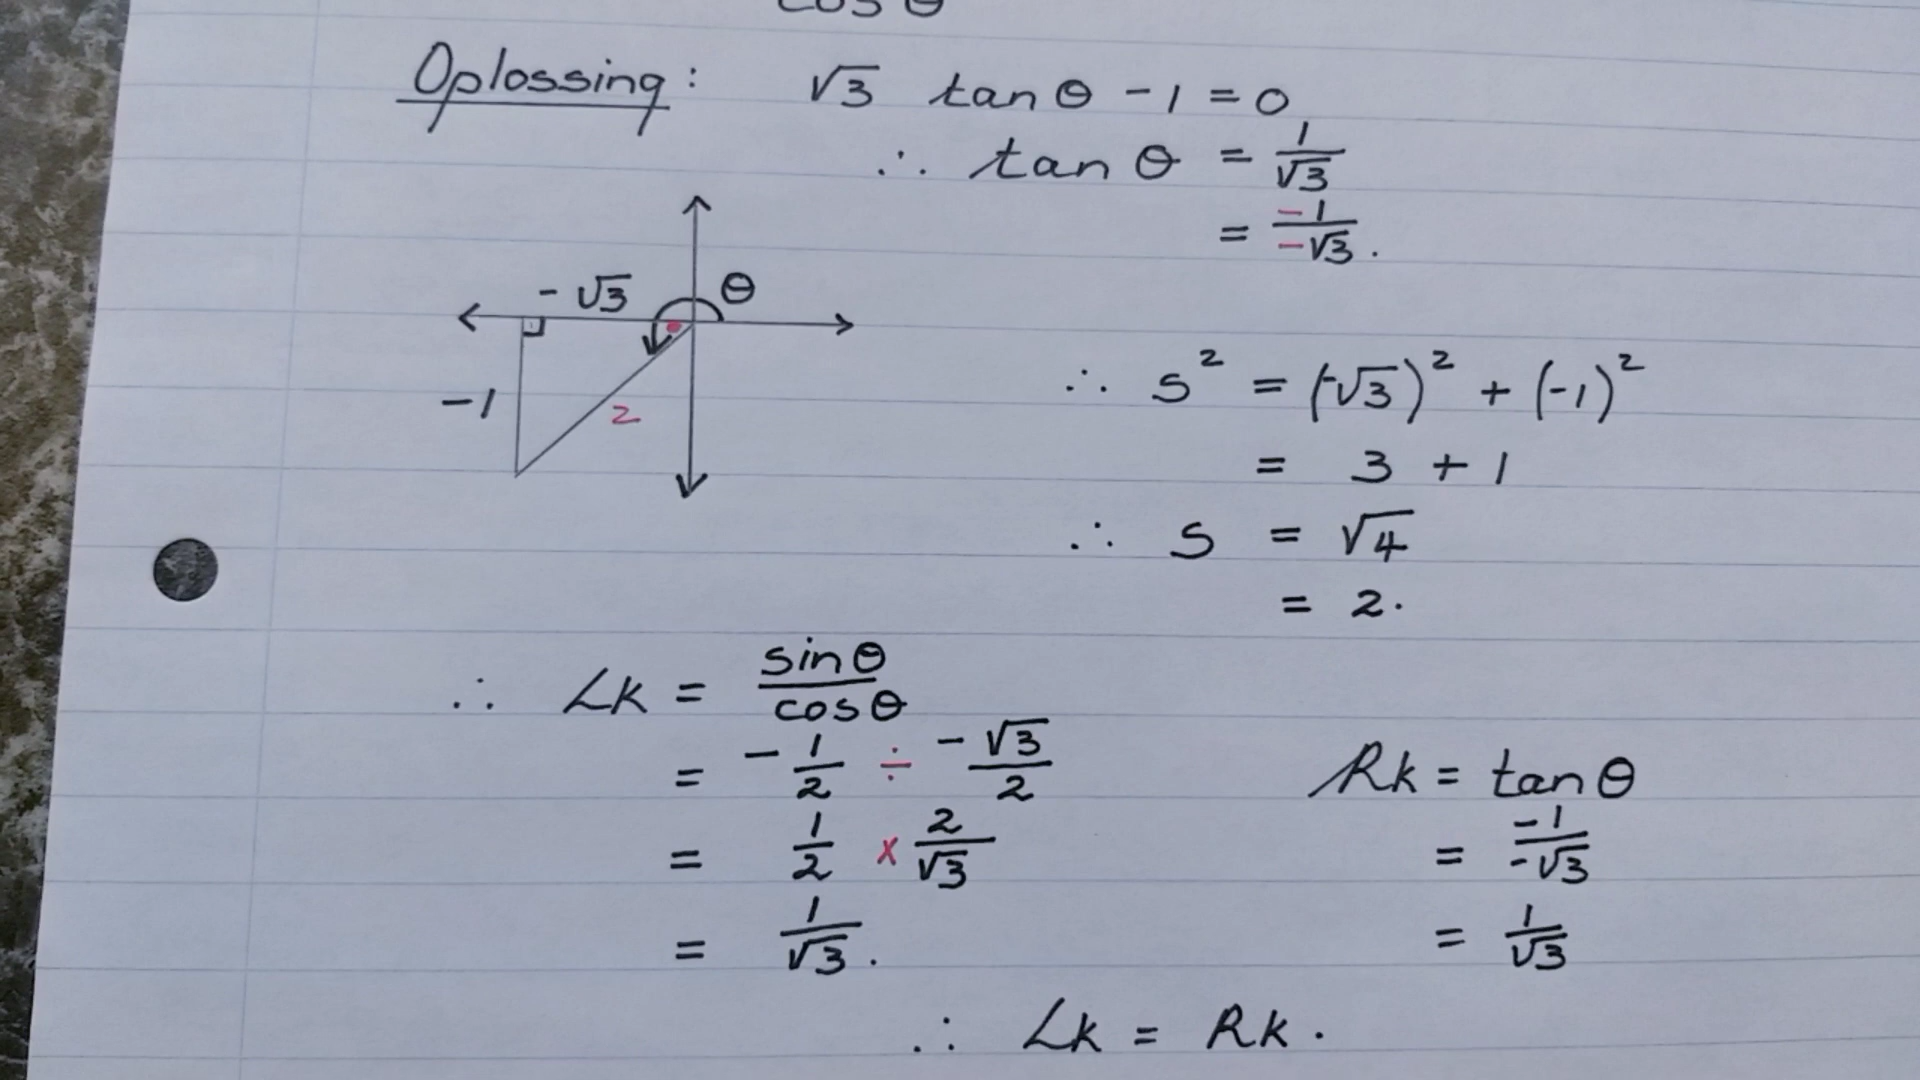 cos θ
Oplossing: √3 tan θ - 1 = 0
∴ tan θ = 1/√3
= -1/-√3.
-√3 θ
-1 2
∴ s² = (-√3)² + (-1)²
= 3 + 1
∴ s = √4
= 2.
∴ Lk = sin θ/cos θ
= -1/2 ÷ -√3/2
= 1/2 × 2/√3
= 1/√3.
Rk = tan θ
= -1/-√3
= 1/√3
∴ Lk = Rk.